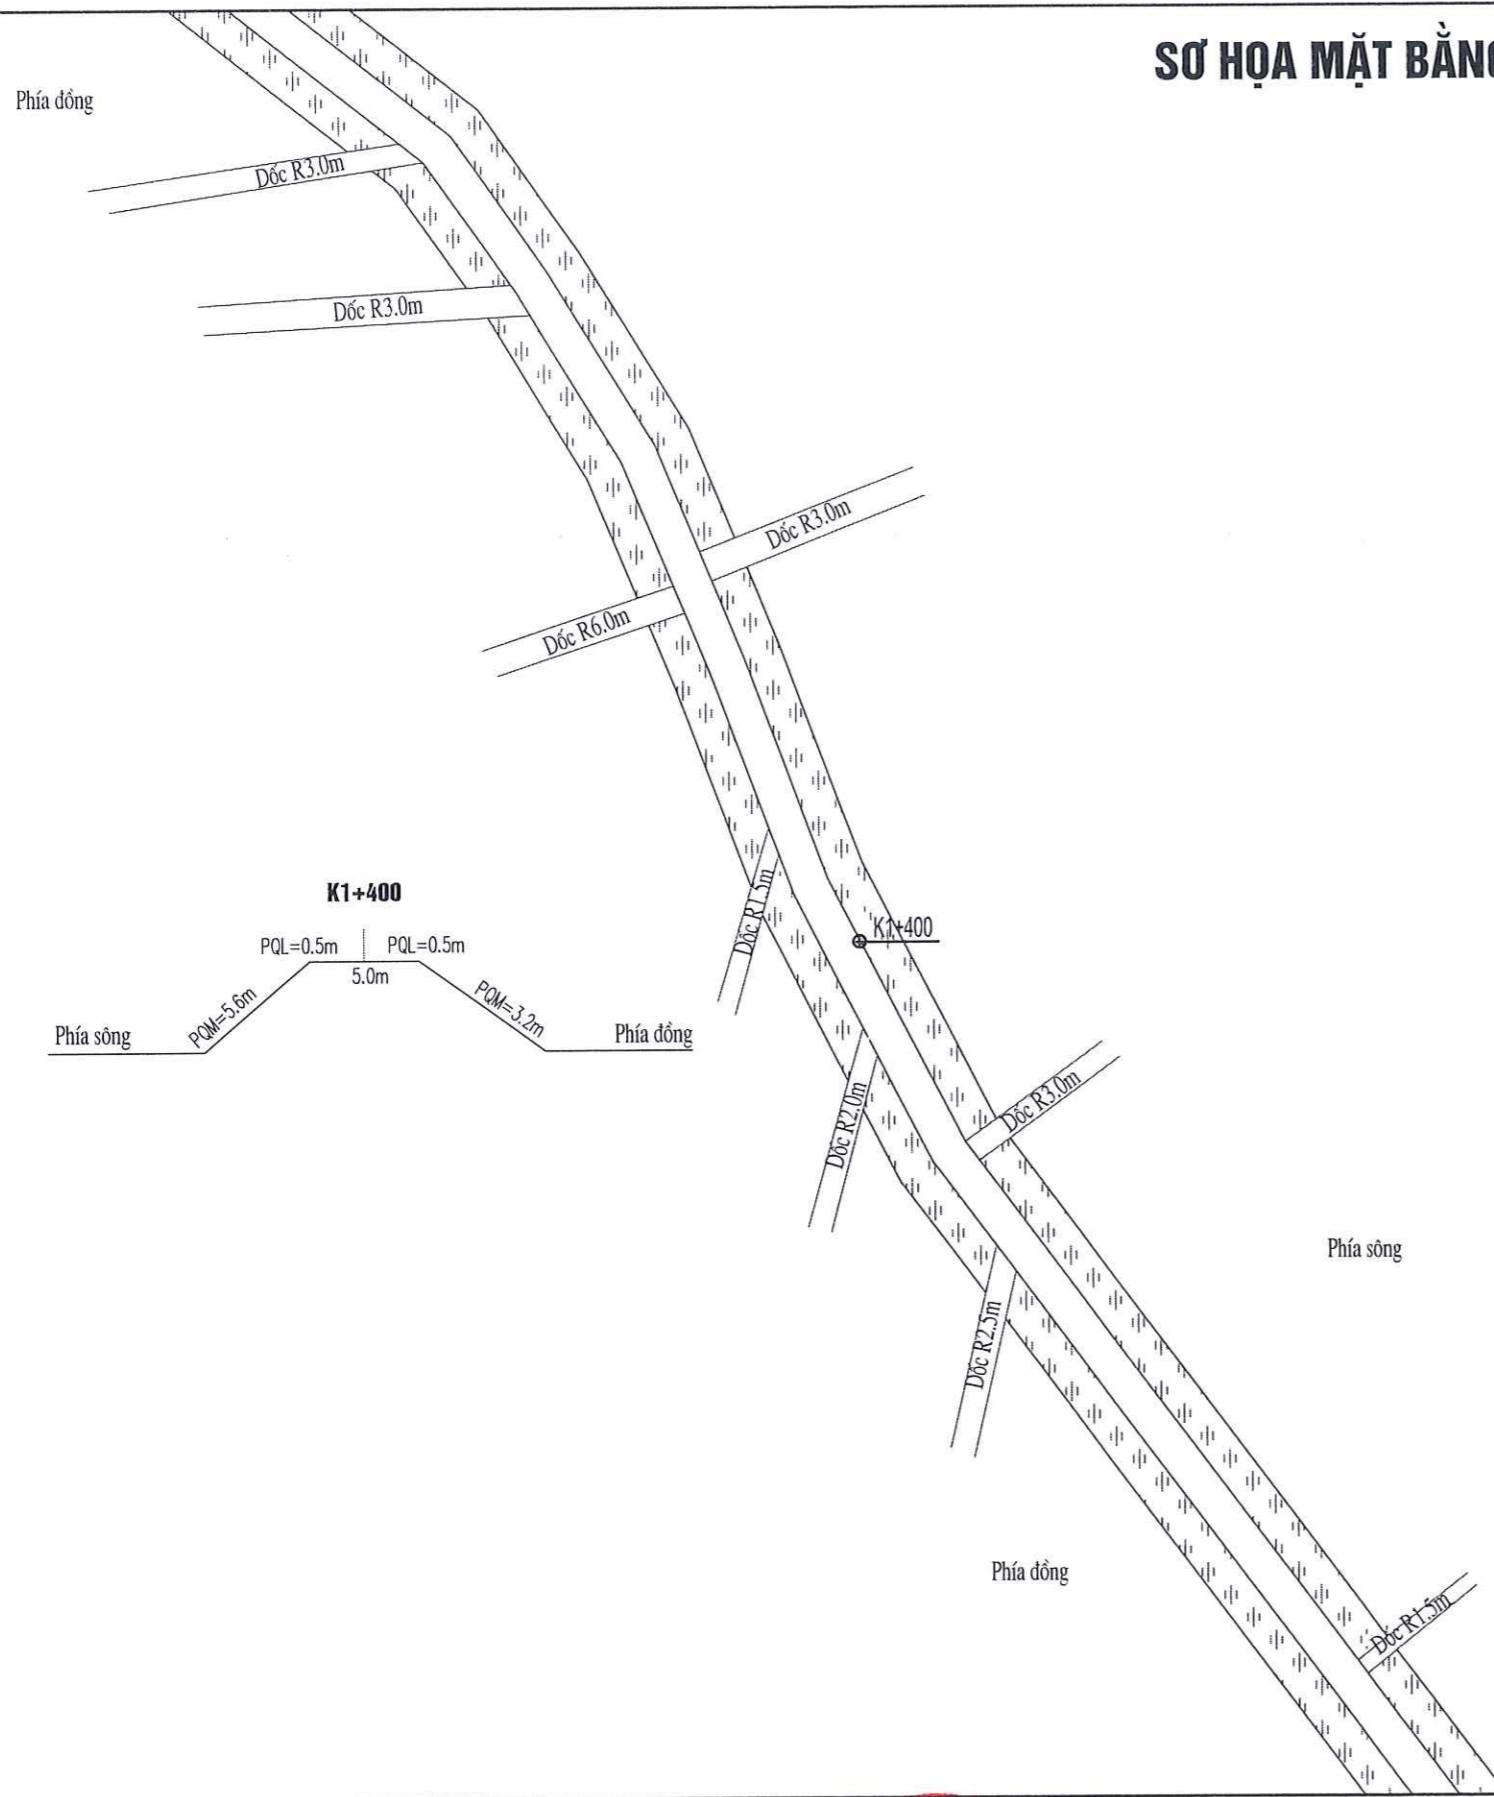 SƠ HỌA MẶT BẰNG
Phía đồng
Dốc R3.0m
Dốc R3.0m
Dốc R3.0m
Dốc R6.0m
Dốc R1.5m
K1+400
K1+400
PQL=0.5m PQL=0.5m
5.0m
PQM=5.6m
PQM=3.2m
Phía sông
Phía đồng
Dốc R2.0m
Dốc R3.0m
Phía sông
Dốc R2.5m
Phía đồng
Dốc R1.5m